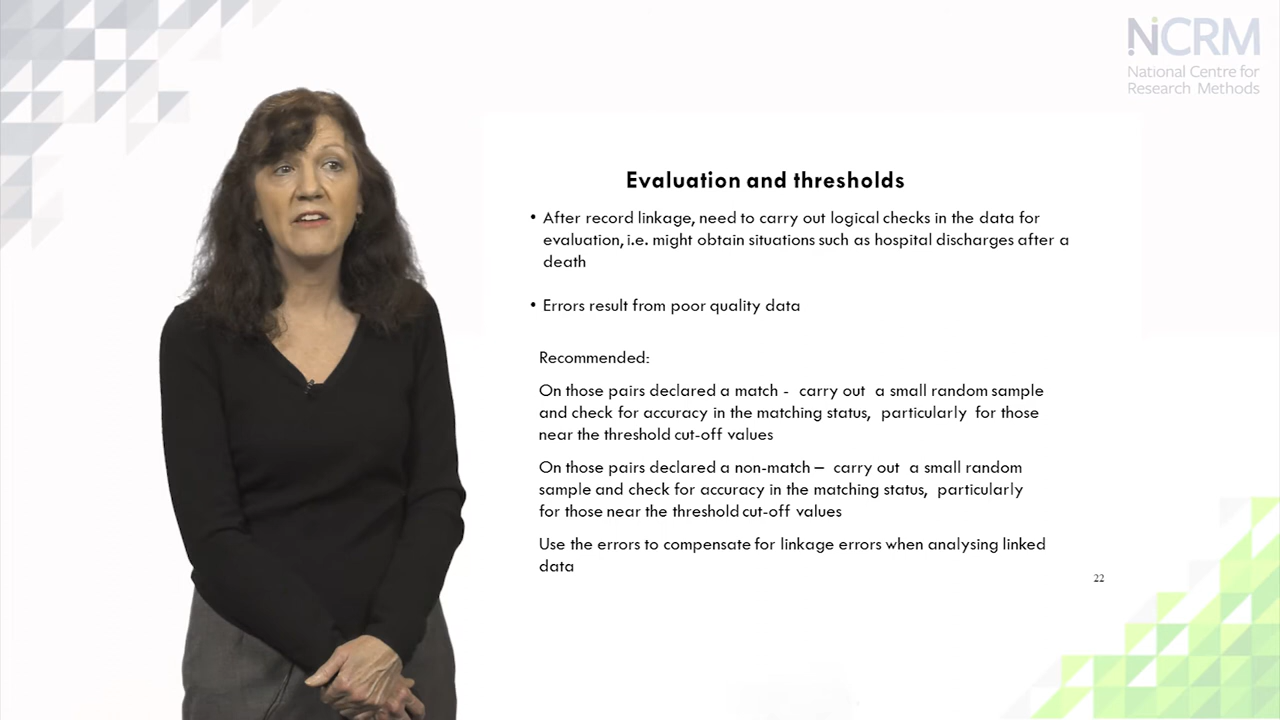 NCRM
National Centre for
Research Methods
Evaluation and thresholds
• After record linkage, need to carry out logical checks in the data for
evaluation, i.e. might obtain situations such as hospital discharges after a
death
• Errors result from poor quality data
Recommended:
On those pairs declared a match - carry out a small random sample
and check for accuracy in the matching status, particularly for those
near the threshold cut-off values
On those pairs declared a non-match – carry out a small random
sample and check for accuracy in the matching status, particularly
for those near the threshold cut-off values
Use the errors to compensate for linkage errors when analysing linked
data
22